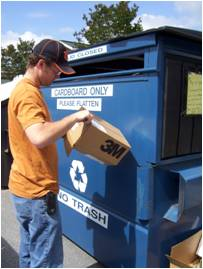 CLOSED
CARDBOARD ONLY
PLEASE FLATTEN
3M
NO TRASH